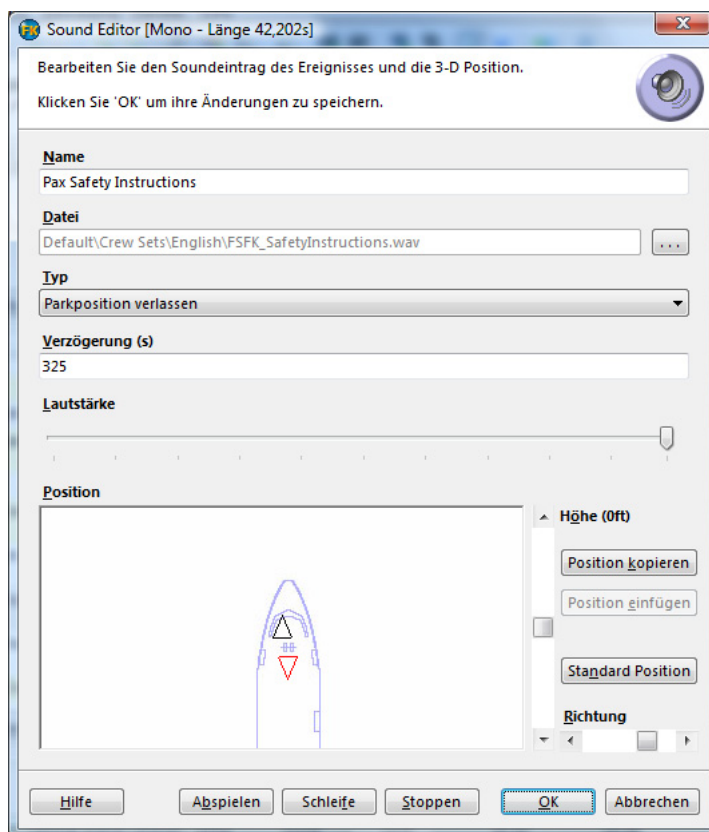 FK Sound Editor [Mono - Länge 42,202s]
Bearbeiten Sie den Soundeintrag des Ereignisses und die 3-D Position.
Klicken Sie 'OK' um ihre Änderungen zu speichern.
Name
Pax Safety Instructions
Datei
Default\Crew Sets\English\FSFK_SafetyInstructions.wav ...
Typ
Parkposition verlassen
Verzögerung (s)
325
Lautstärke
Position
Höhe (0ft)
Position kopieren
Position einfügen
Standard Position
Richtung
Hilfe Abspielen Schleife Stoppen OK Abbrechen